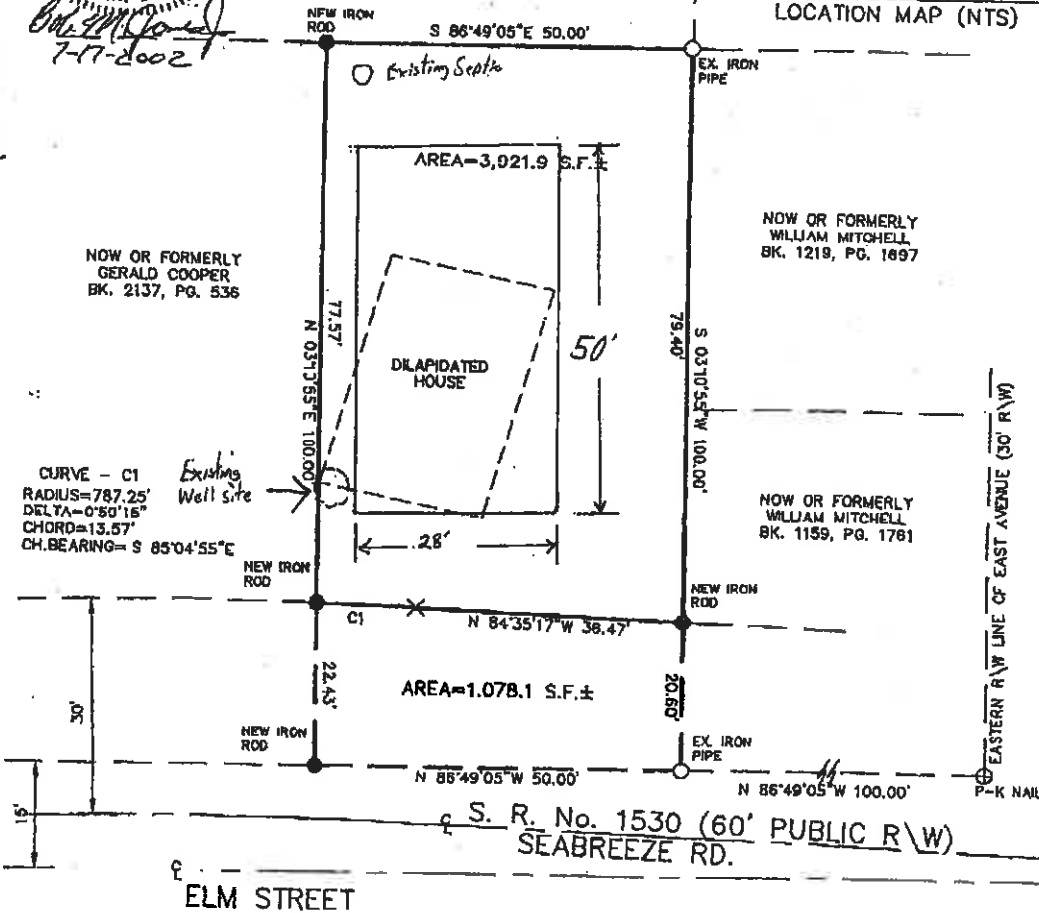 LOCATION MAP (NTS)
7-17-2002
NEW IRON
ROD
S 86°49'05"E 50.00'
EX. IRON
PIPE
Existing Septic
AREA=3,921.9 S.F.±
NOW OR FORMERLY
GERALD COOPER
BK. 2137, PG. 536
NOW OR FORMERLY
WILLIAM MITCHELL
BK. 1219, PG. 1697
77.57'
N 03°13'55"E 100.00'
DILAPIDATED
HOUSE
50'
79.40'
S 03°10'55"W 100.00'
CURVE - C1
RADIUS=787.25'
DELTA=0°50'15"
CHORD=13.57'
CH.BEARING= S 85°04'55"E
Existing
Well site
NOW OR FORMERLY
WILLIAM MITCHELL
BK. 1159, PG. 1761
EASTERN R\W LINE OF EAST AVENUE (30' R\W)
28'
NEW IRON
ROD
NEW IRON
ROD
C1
N 84°35'17"W 36.47'
30'
22.43'
AREA=1.078.1 S.F.±
20.60'
NEW IRON
ROD
EX. IRON
PIPE
N 86°49'05"W 50.00'
N 86°49'05"W 100.00'
P-K NAIL
15'
S. R. No. 1530 (60' PUBLIC R\W)
SEABREEZE RD.
ELM STREET